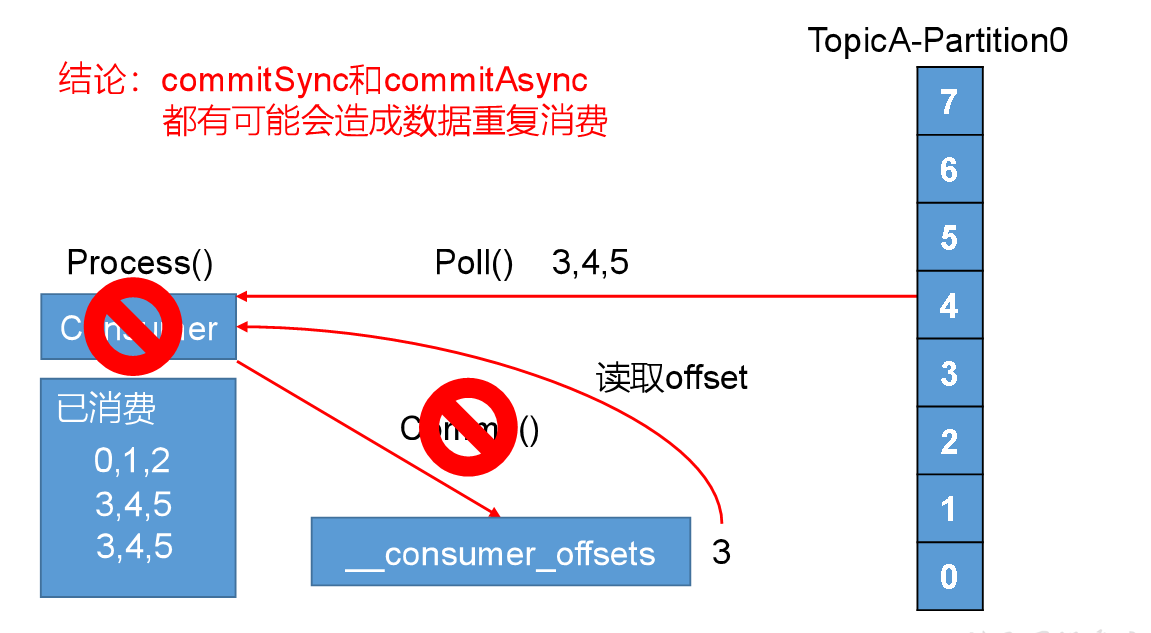 TopicA-Partition0
结论：commitSync和commitAsync
都有可能会造成数据重复消费
7
6
5
4
3
2
1
0
Process()
Poll() 3,4,5
Consumer
读取offset
Commit()
已消费
0,1,2
3,4,5
3,4,5
__consumer_offsets
3